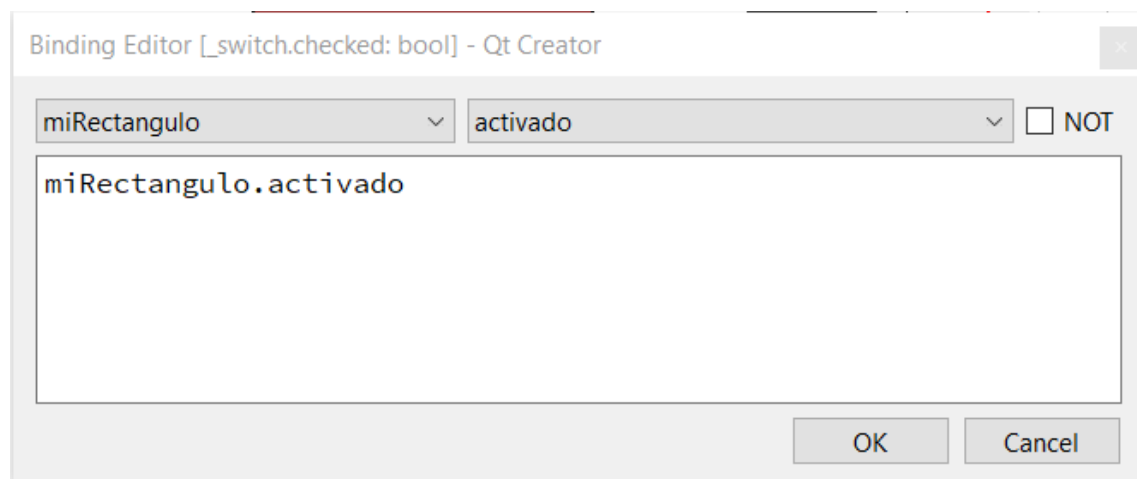 Binding Editor [_switch.checked: bool] - Qt Creator
miRectangulo activado NOT
miRectangulo.activado
OK Cancel